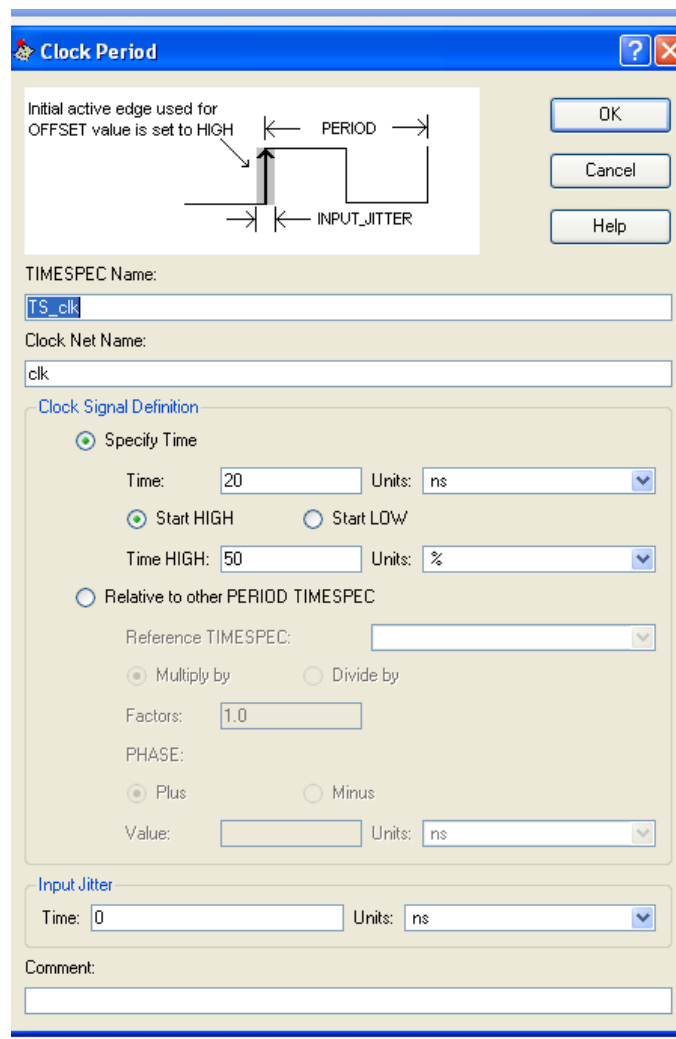 Clock Period
Initial active edge used for
OFFSET value is set to HIGH
PERIOD
INPUT_JITTER
OK
Cancel
Help
TIMESPEC Name:
TS_clk
Clock Net Name:
clk
Clock Signal Definition
Specify Time
Time: 20 Units: ns
Start HIGH Start LOW
Time HIGH: 50 Units: %
Relative to other PERIOD TIMESPEC
Reference TIMESPEC:
Multiply by Divide by
Factors: 1.0
PHASE:
Plus Minus
Value: Units: ns
Input Jitter
Time: 0 Units: ns
Comment: